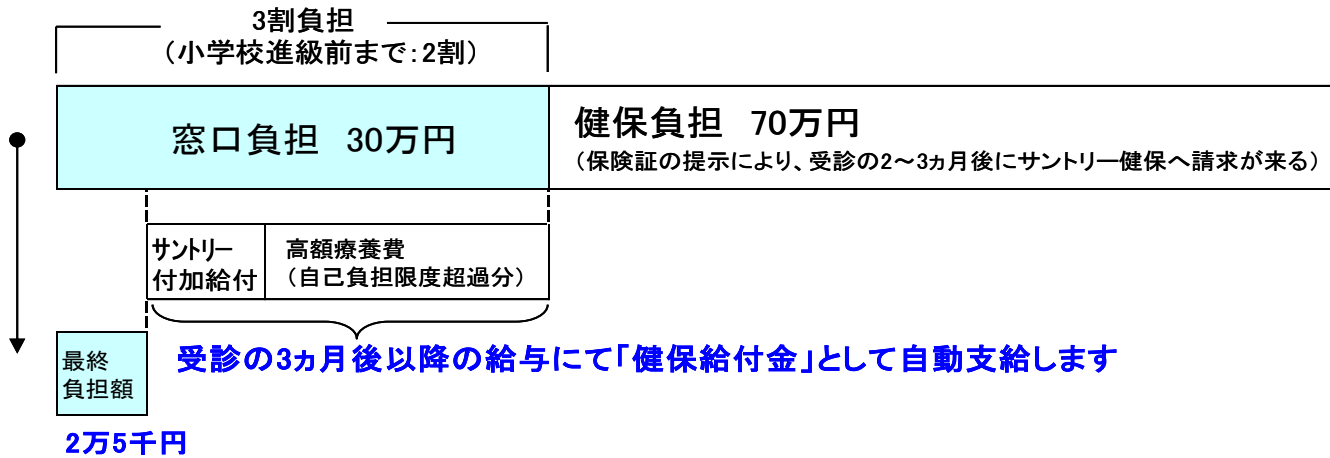 3割負担
（小学校進級前まで：2割）
窓口負担　30万円
健保負担　70万円
（保険証の提示により、受診の2～3ヵ月後にサントリー健保へ請求が来る）
サントリー
付加給付
高額療養費
（自己負担限度超過分）
受診の3ヵ月後以降の給与にて「健保給付金」として自動支給します
最終
負担額
2万5千円